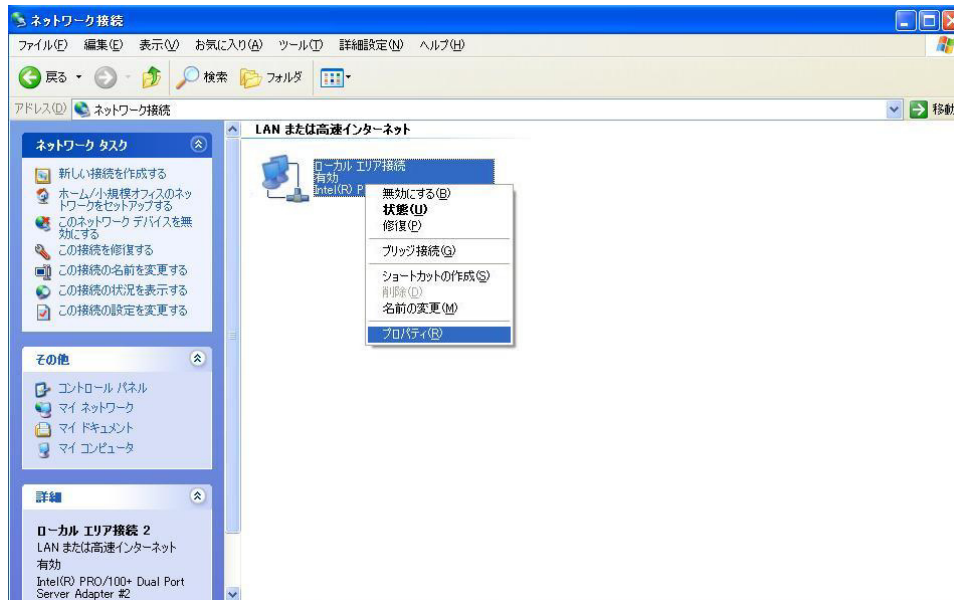 ネットワーク接続
ファイル(F) 編集(E) 表示(V) お気に入り(A) ツール(T) 詳細設定(N) ヘルプ(H)
戻る 検索 フォルダ
アドレス(D) ネットワーク接続 移動
ネットワーク タスク
新しい接続を作成する
ホーム/小規模オフィスのネッ
トワークをセットアップする
このネットワーク デバイスを無
効にする
この接続を修復する
この接続の名前を変更する
この接続の状況を表示する
この接続の設定を変更する
その他
コントロール パネル
マイ ネットワーク
マイ ドキュメント
マイ コンピュータ
詳細
ローカル エリア接続 2
LAN または高速インターネット
有効
Intel(R) PRO/100+ Dual Port
Server Adapter #2
LAN または高速インターネット
ローカル エリア接続
有効
Intel(R) P
無効にする(B)
状態(U)
修復(P)
ブリッジ接続(G)
ショートカットの作成(S)
削除(D)
名前の変更(M)
プロパティ(R)